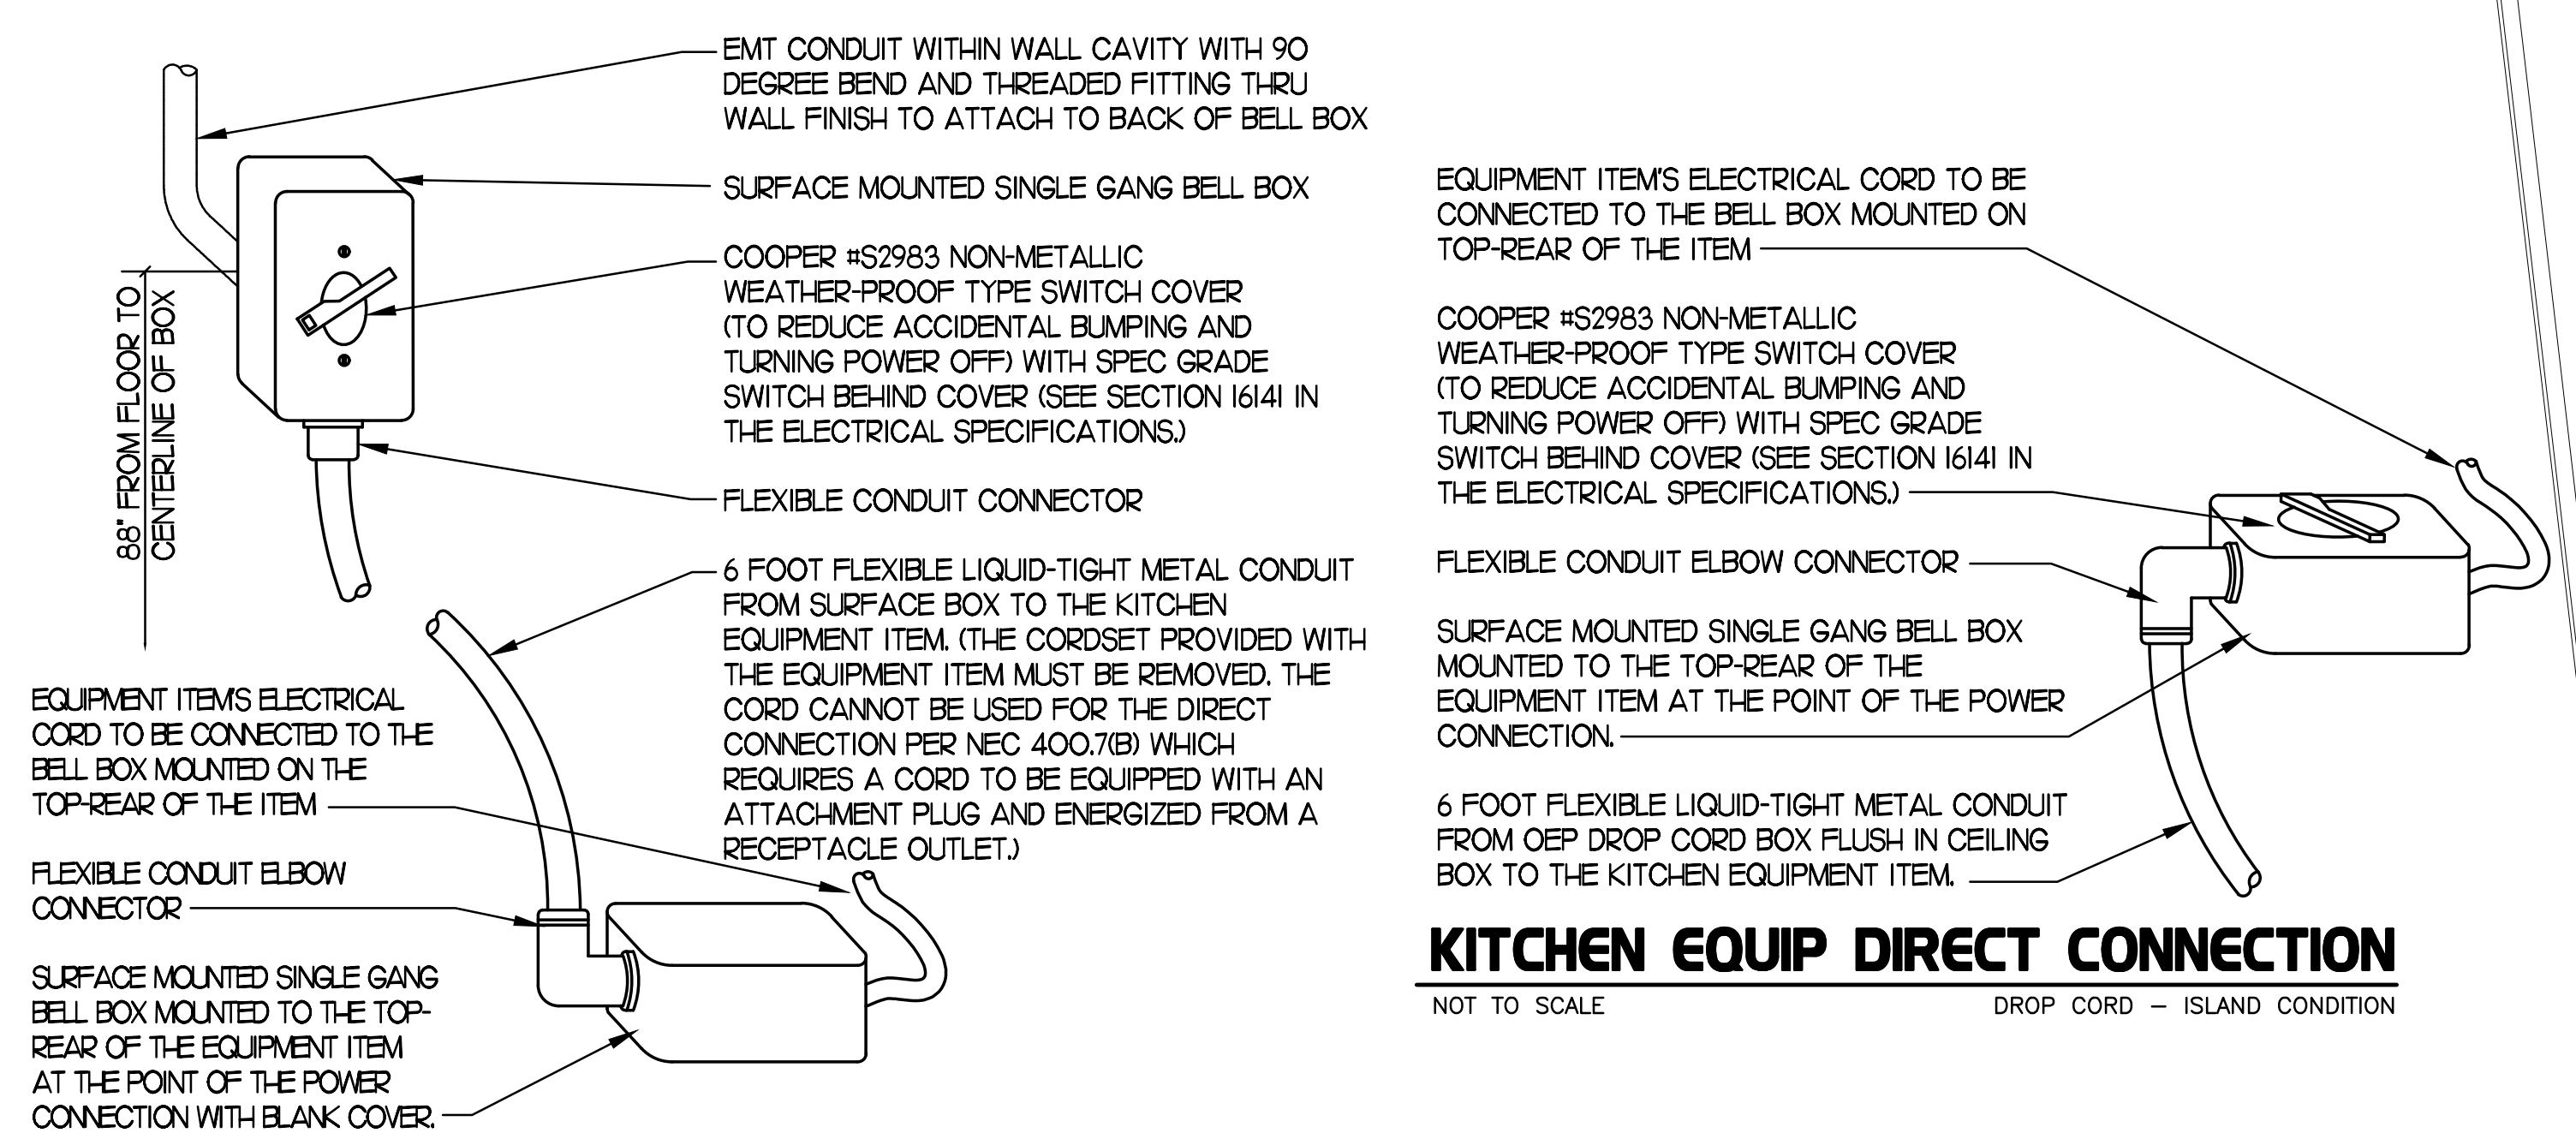 EMT CONDUIT WITHIN WALL CAVITY WITH 90
DEGREE BEND AND THREADED FITTING THRU
WALL FINISH TO ATTACH TO BACK OF BELL BOX
SURFACE MOUNTED SINGLE GANG BELL BOX
COOPER #S2983 NON-METALLIC
WEATHER-PROOF TYPE SWITCH COVER
(TO REDUCE ACCIDENTAL BUMPING AND
TURNING POWER OFF) WITH SPEC GRADE
SWITCH BEHIND COVER (SEE SECTION 16141 IN
THE ELECTRICAL SPECIFICATIONS.)
FLEXIBLE CONDUIT CONNECTOR
88" FROM FLOOR TO
CENTERLINE OF BOX
6 FOOT FLEXIBLE LIQUID-TIGHT METAL CONDUIT
FROM SURFACE BOX TO THE KITCHEN
EQUIPMENT ITEM. (THE CORDSET PROVIDED WITH
THE EQUIPMENT ITEM MUST BE REMOVED. THE
CORD CANNOT BE USED FOR THE DIRECT
CONNECTION PER NEC 400.7(B) WHICH
REQUIRES A CORD TO BE EQUIPPED WITH AN
ATTACHMENT PLUG AND ENERGIZED FROM A
RECEPTACLE OUTLET.)
EQUIPMENT ITEM'S ELECTRICAL
CORD TO BE CONNECTED TO THE
BELL BOX MOUNTED ON THE
TOP-REAR OF THE ITEM
FLEXIBLE CONDUIT ELBOW
CONNECTOR
SURFACE MOUNTED SINGLE GANG
BELL BOX MOUNTED TO THE TOP-
REAR OF THE EQUIPMENT ITEM
AT THE POINT OF THE POWER
CONNECTION WITH BLANK COVER.
EQUIPMENT ITEM'S ELECTRICAL CORD TO BE
CONNECTED TO THE BELL BOX MOUNTED ON
TOP-REAR OF THE ITEM
COOPER #S2983 NON-METALLIC
WEATHER-PROOF TYPE SWITCH COVER
(TO REDUCE ACCIDENTAL BUMPING AND
TURNING POWER OFF) WITH SPEC GRADE
SWITCH BEHIND COVER (SEE SECTION 16141 IN
THE ELECTRICAL SPECIFICATIONS.)
FLEXIBLE CONDUIT ELBOW CONNECTOR
SURFACE MOUNTED SINGLE GANG BELL BOX
MOUNTED TO THE TOP-REAR OF THE
EQUIPMENT ITEM AT THE POINT OF THE POWER
CONNECTION.
6 FOOT FLEXIBLE LIQUID-TIGHT METAL CONDUIT
FROM OEP DROP CORD BOX FLUSH IN CEILING
BOX TO THE KITCHEN EQUIPMENT ITEM.
KITCHEN EQUIP DIRECT CONNECTION
NOT TO SCALE
DROP CORD - ISLAND CONDITION